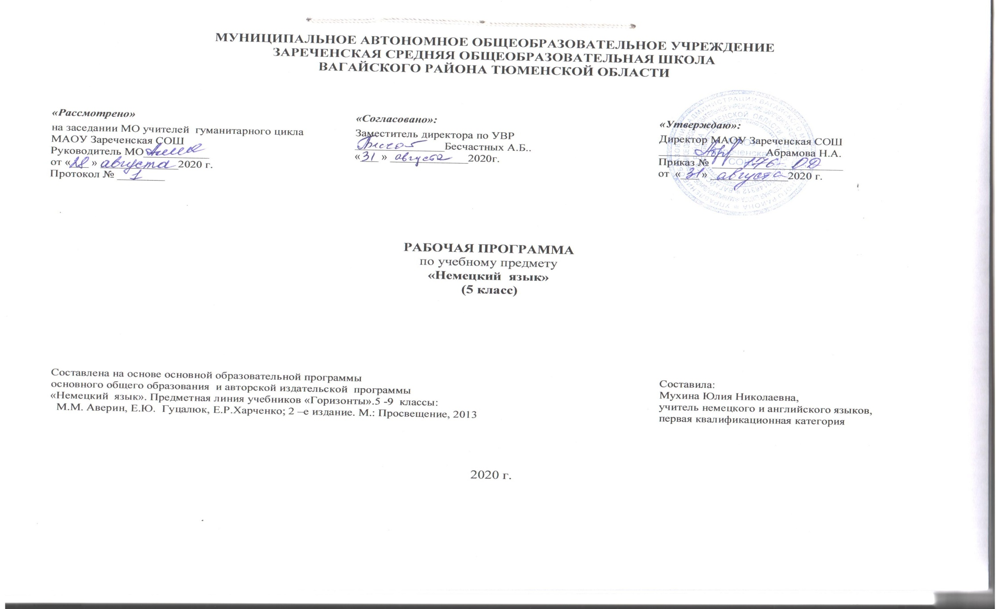 МУНИЦИПАЛЬНОЕ АВТОНОМНОЕ ОБЩЕОБРАЗОВАТЕЛЬНОЕ УЧРЕЖДЕНИЕ
ЗАРЕЧЕНСКАЯ СРЕДНЯЯ ОБЩЕОБРАЗОВАТЕЛЬНАЯ ШКОЛА
ВАГАЙСКОГО РАЙОНА ТЮМЕНСКОЙ ОБЛАСТИ
«Рассмотрено»
на заседании МО учителей гуманитарного цикла
МАОУ Зареченская СОШ
Руководитель МО
от «28» августа 2020 г.
Протокол № 1
«Согласовано»:
Заместитель директора по УВР
Бесчастных А.Б..
«31» августа 2020г.
«Утверждаю»:
Директор МАОУ Зареченская СОШ
Абрамова Н.А.
Приказ № 176-ОД
от «31» августа 2020 г.
РАБОЧАЯ ПРОГРАММА
по учебному предмету
«Немецкий язык»
(5 класс)
Составлена на основе основной образовательной программы
основного общего образования и авторской издательской программы
«Немецкий язык». Предметная линия учебников «Горизонты».5 -9 классы:
М.М. Аверин, Е.Ю. Гуцалюк, Е.Р.Харченко; 2 –е издание. М.: Просвещение, 2013
Составила:
Мухина Юлия Николаевна,
учитель немецкого и английского языков,
первая квалификационная категория
2020 г.